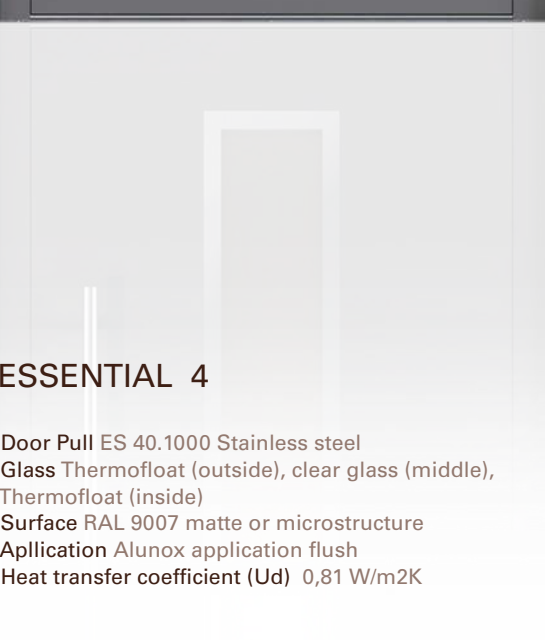 ESSENTIAL 4
Door Pull ES 40.1000 Stainless steel
Glass Thermofloat (outside), clear glass (middle),
Thermofloat (inside)
Surface RAL 9007 matte or microstructure
Apllication Alunox application flush
Heat transfer coefficient (Ud) 0,81 W/m2K